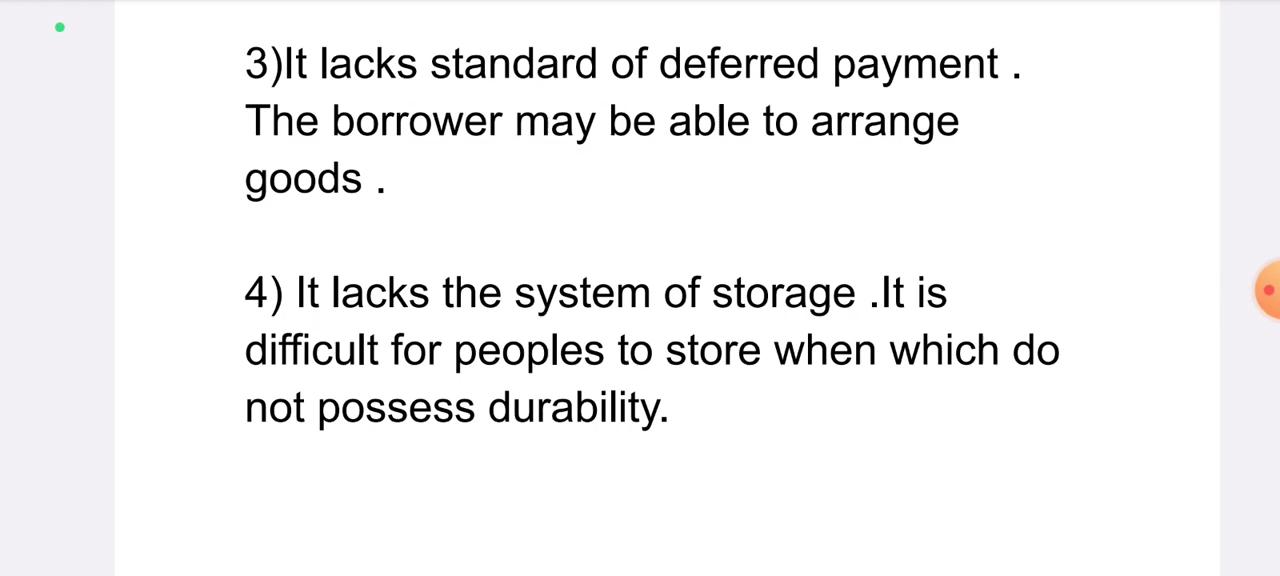 3)It lacks standard of deferred payment .
The borrower may be able to arrange
goods .
4) It lacks the system of storage .It is
difficult for peoples to store when which do
not possess durability.